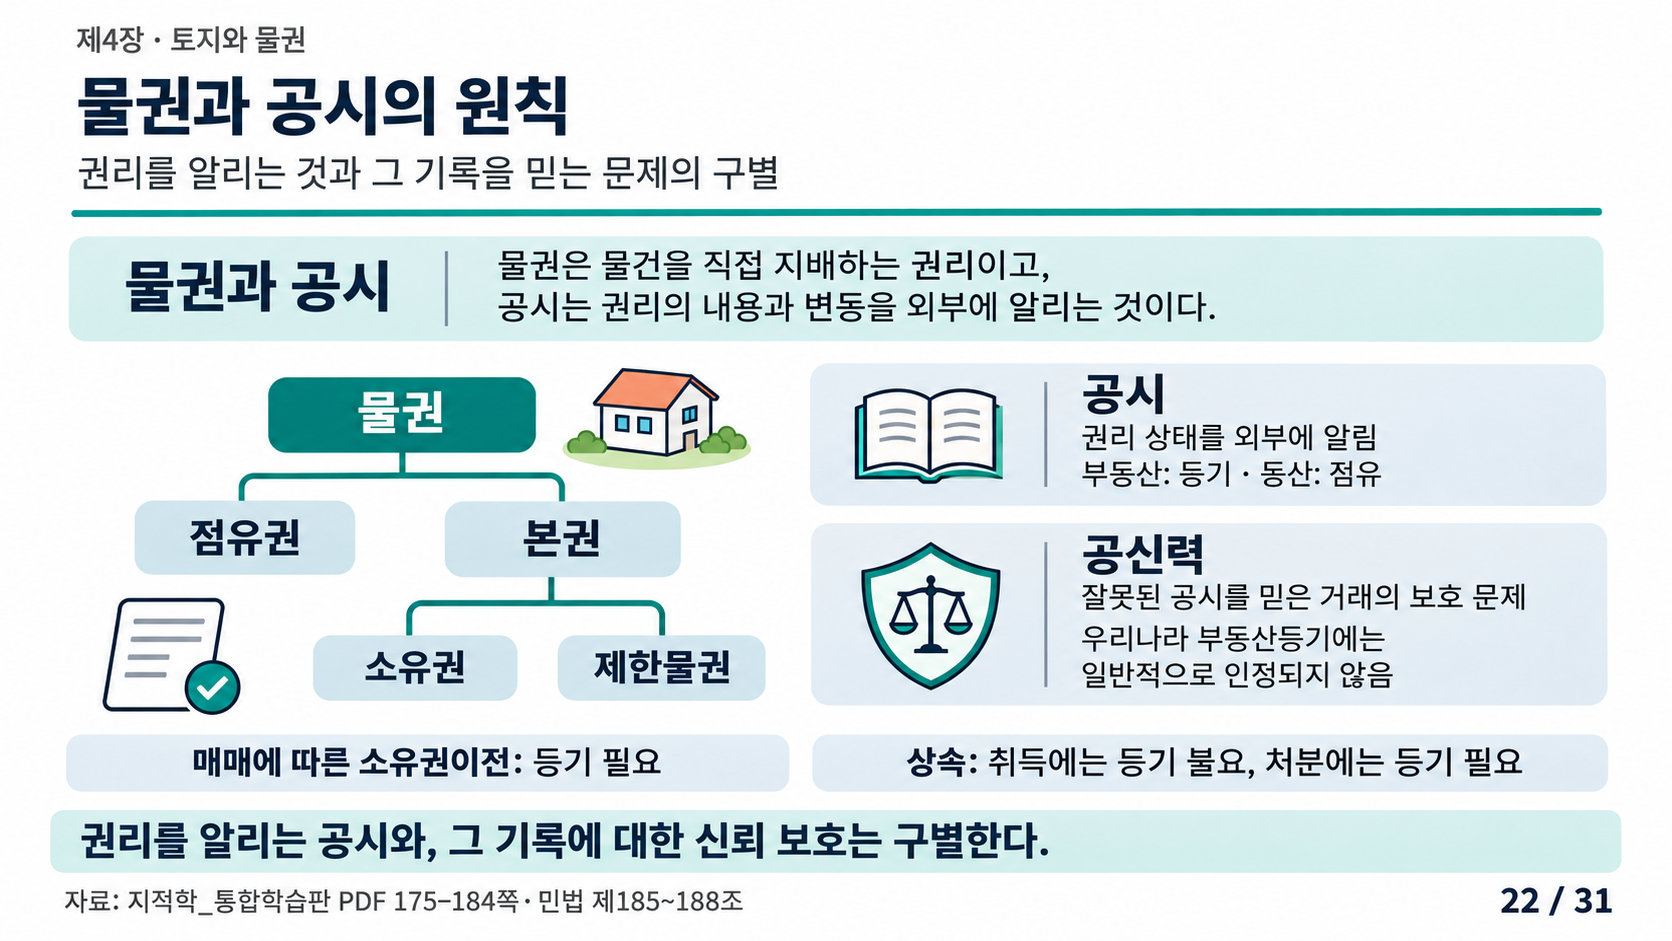 제4장 · 토지와 물권
물권과 공시의 원칙
권리를 알리는 것과 그 기록을 믿는 문제의 구별
물권과 공시
물권은 물건을 직접 지배하는 권리이고,
공시는 권리의 내용과 변동을 외부에 알리는 것이다.
물권
점유권
본권
소유권
제한물권
공시
권리 상태를 외부에 알림
부동산: 등기 · 동산: 점유
공신력
잘못된 공시를 믿은 거래의 보호 문제
우리나라 부동산등기에는
일반적으로 인정되지 않음
매매에 따른 소유권이전: 등기 필요
상속: 취득에는 등기 불요, 처분에는 등기 필요
권리를 알리는 공시와, 그 기록에 대한 신뢰 보호는 구별한다.
자료: 지적학_통합학습판 PDF 175–184쪽 · 민법 제185~188조
22 / 31